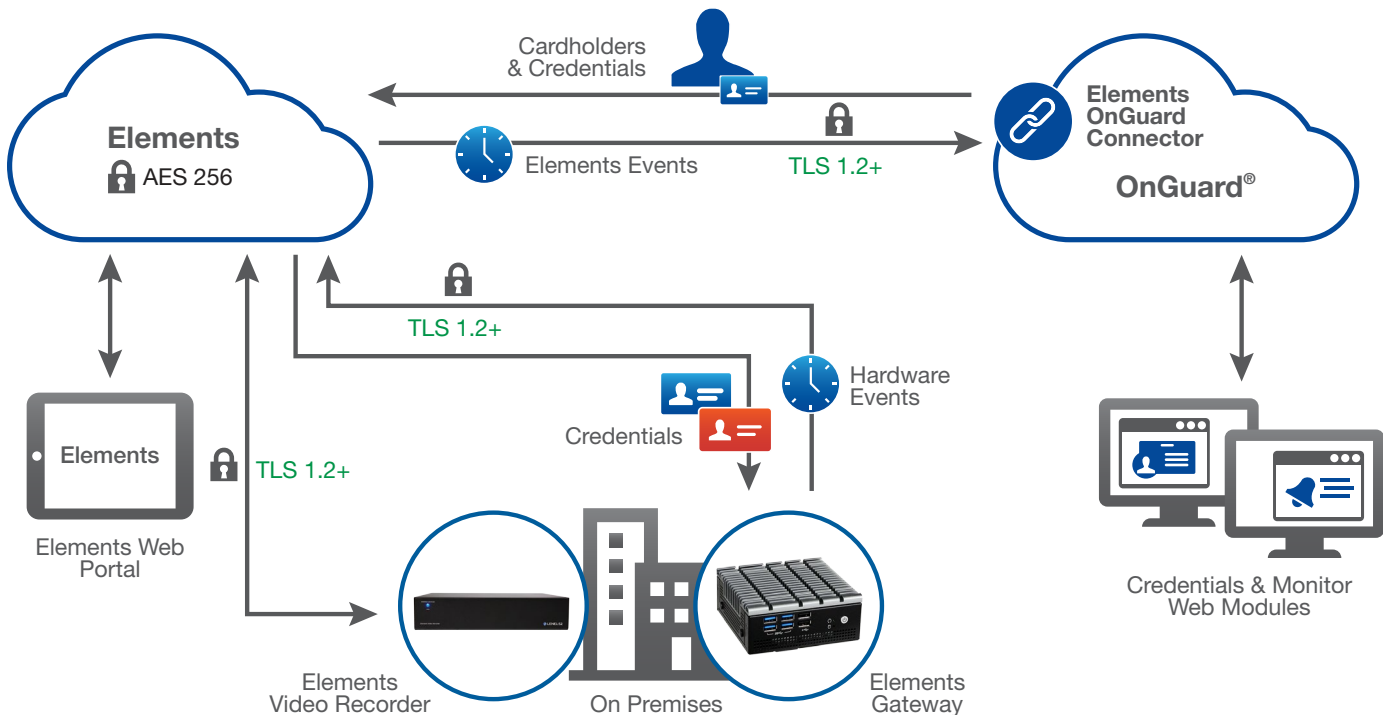 Cardholders
& Credentials
Elements
AES 256
Elements Events
TLS 1.2+
Elements
OnGuard
Connector
OnGuard®
TLS 1.2+
Hardware
Events
Credentials
Elements
TLS 1.2+
Elements Web
Portal
Elements
Video Recorder
On Premises
Elements
Gateway
Credentials & Monitor
Web Modules